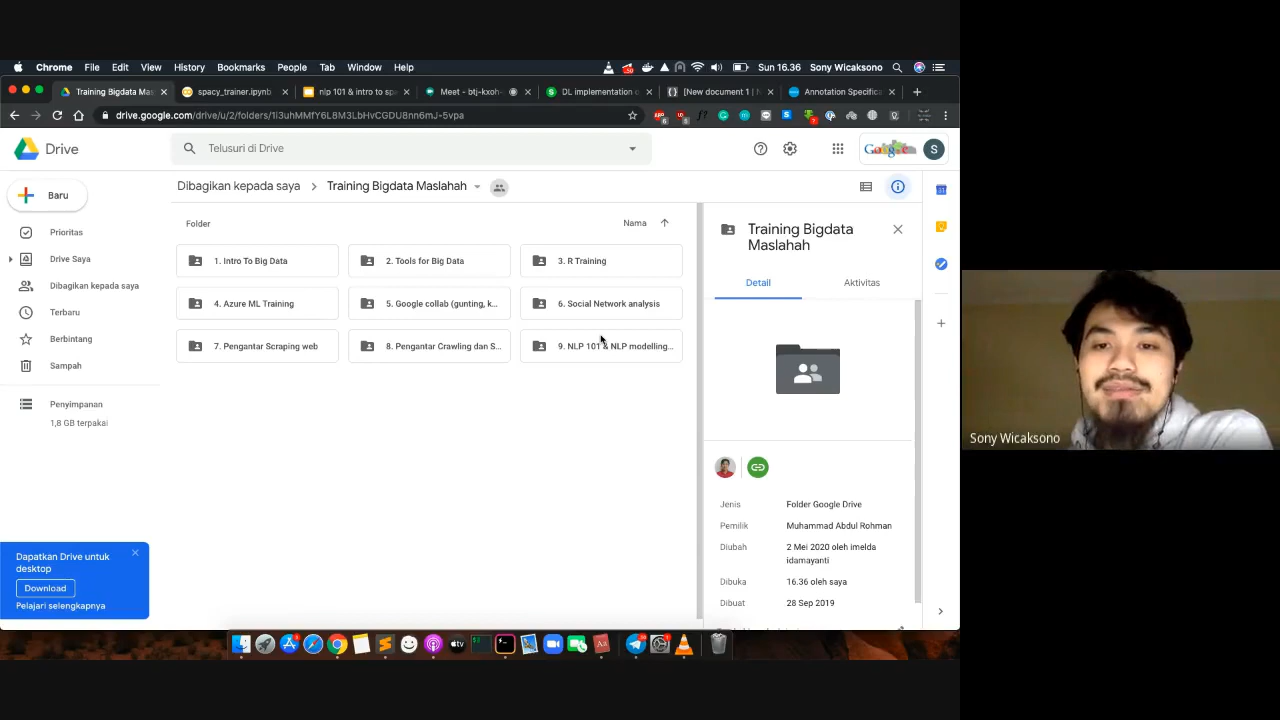 Chrome File Edit View History Bookmarks People Tab Window Help Sun 16.36 Sony Wicaksono
Training Bigdata Mas spacy_trainer.ipynb nlp 101 & intro to sp Meet - btj-kxoh- DL implementation o [New document 1] Annotation Specifica
drive.google.com/drive/u/2/folders/1i3uhMMfY6L8M3LbHvCGDU8nn6mJ-5vpa
Drive
Telusuri di Drive
Google
S
Baru
Dibagikan kepada saya > Training Bigdata Maslahah
Prioritas
Drive Saya
Dibagikan kepada saya
Terbaru
Berbintang
Sampah
Penyimpanan
1,8 GB terpakai
Dapatkan Drive untuk
desktop
Download
Pelajari selengkapnya
Folder Nama
1. Intro To Big Data
2. Tools for Big Data
3. R Training
4. Azure ML Training
5. Google collab (gunting, k...
6. Social Network analysis
7. Pengantar Scraping web
8. Pengantar Crawling dan S...
9. NLP 101 & NLP modelling...
Training Bigdata
Maslahah
Detail Aktivitas
Jenis Folder Google Drive
Pemilik Muhammad Abdul Rohman
Diubah 2 Mei 2020 oleh imelda
idamayanti
Dibuka 16.36 oleh saya
Dibuat 28 Sep 2019
Sony Wicaksono